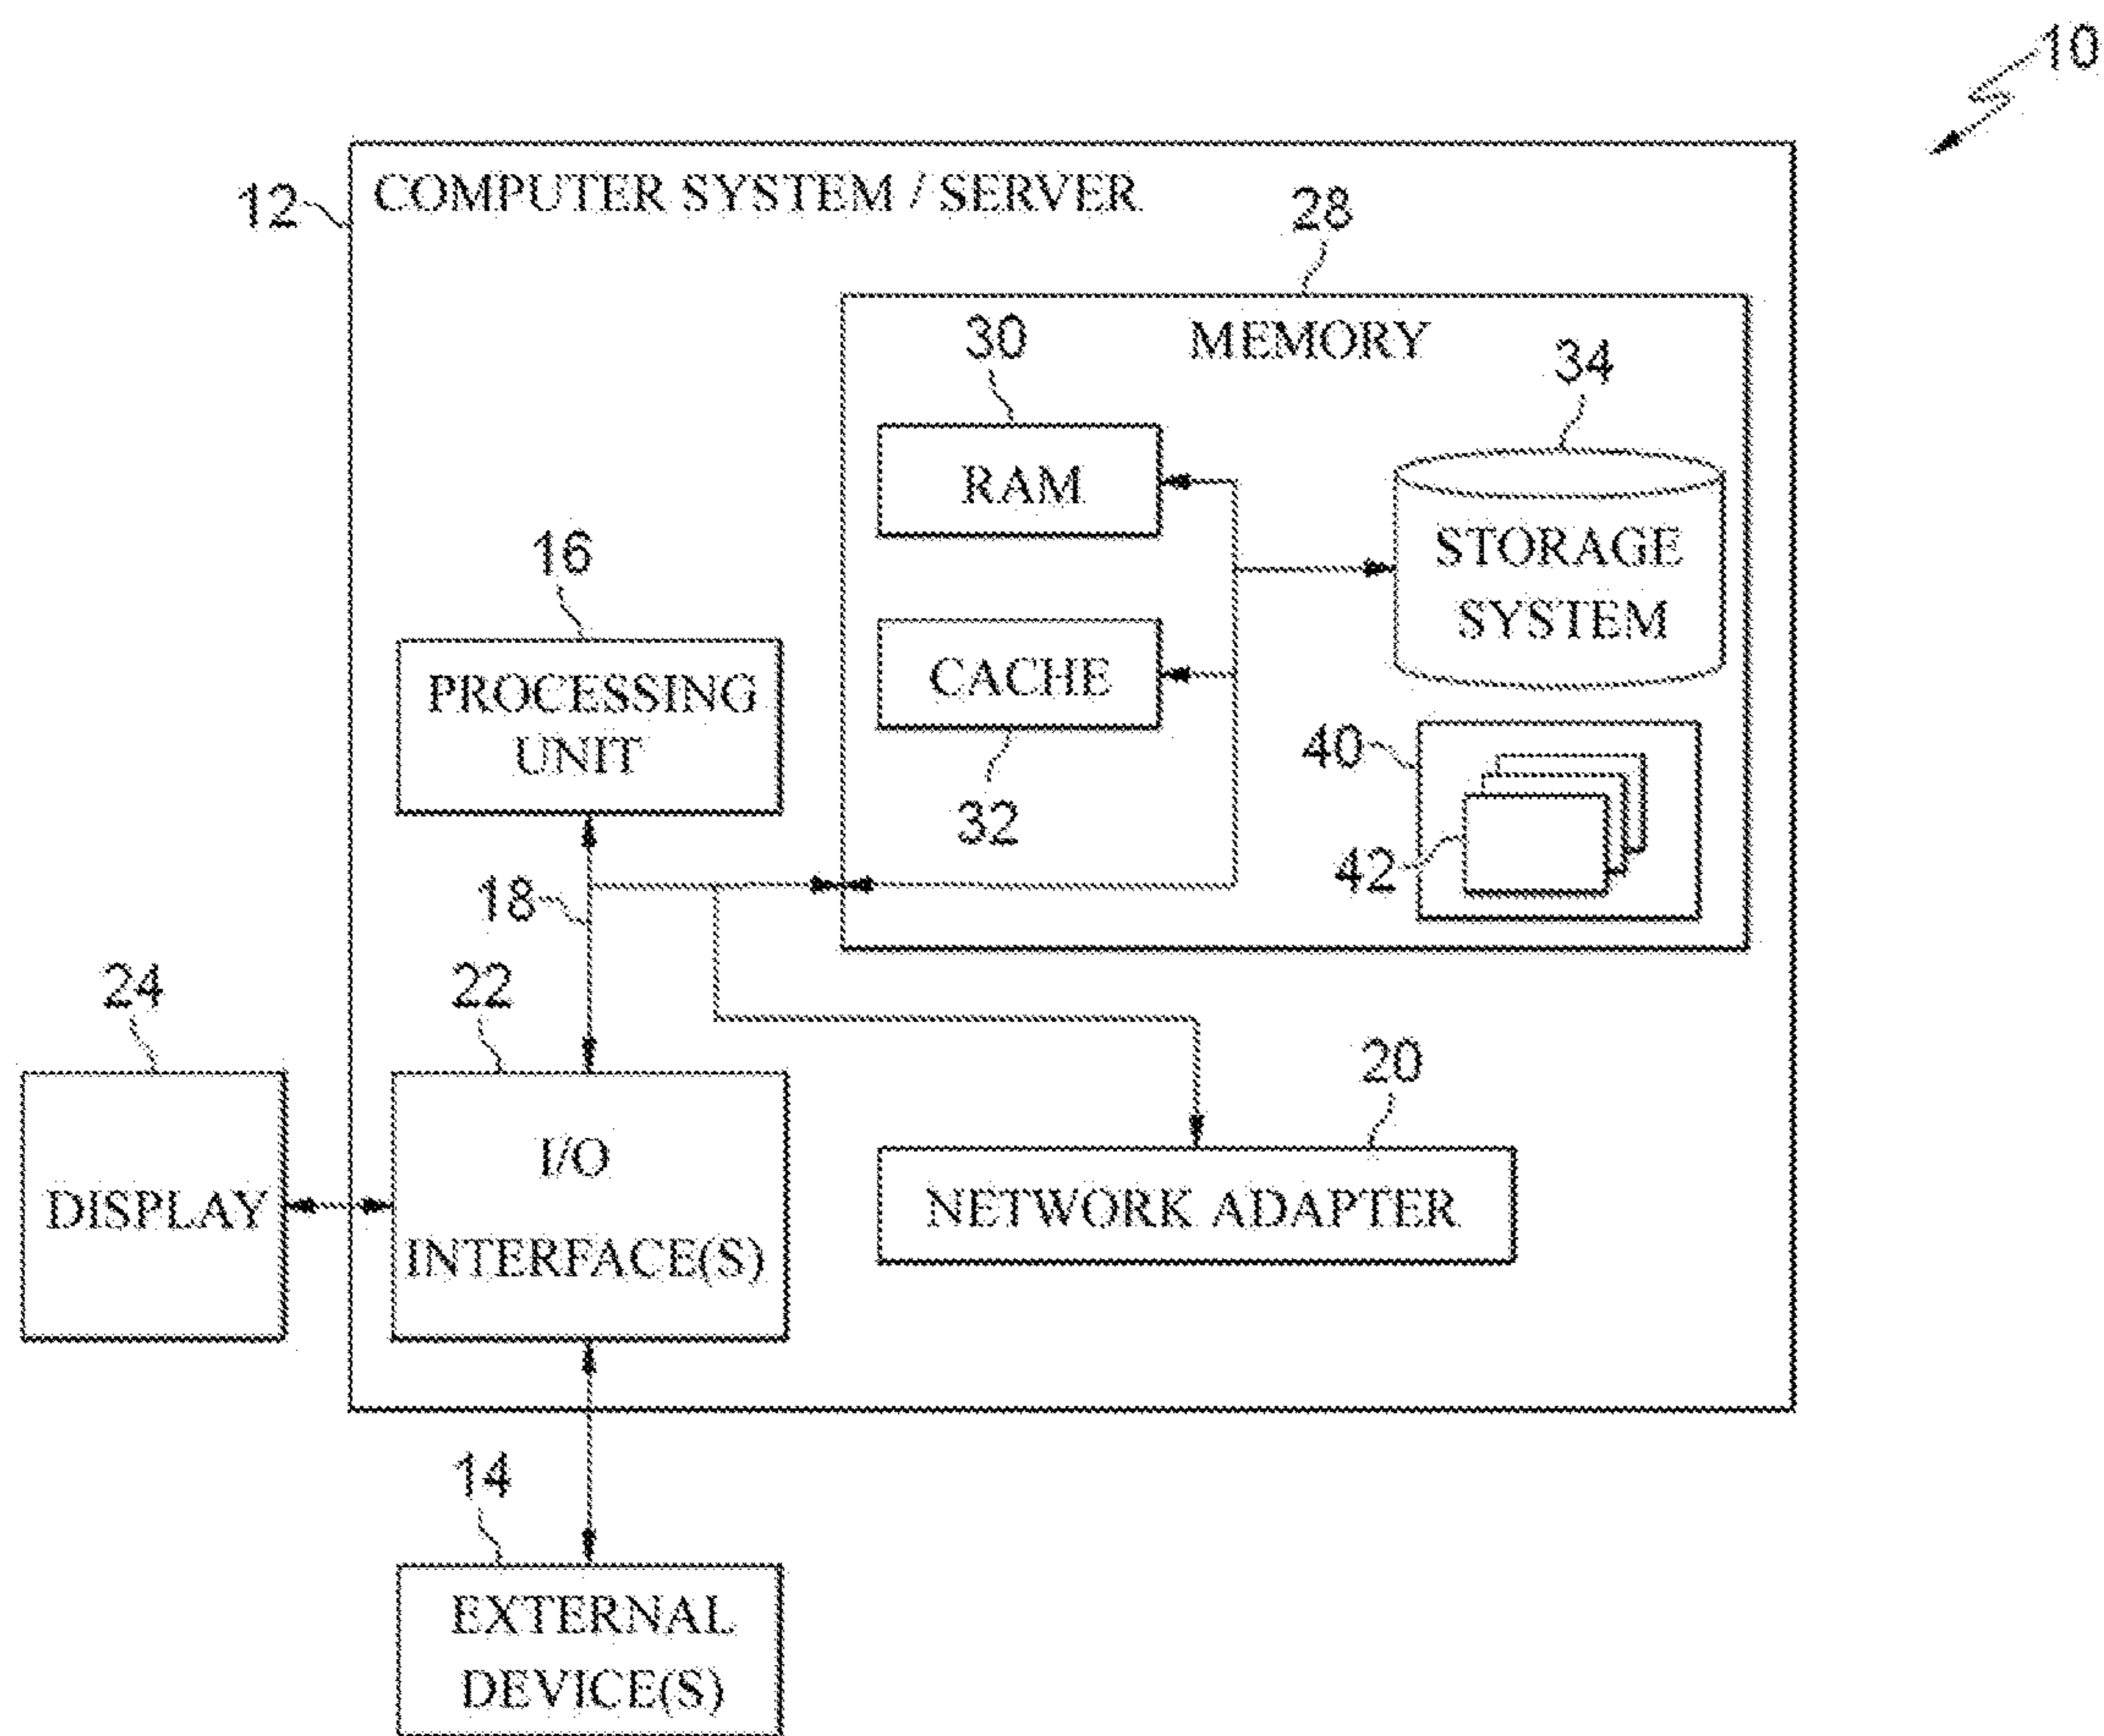 10
12
COMPUTER SYSTEM / SERVER
28
MEMORY
30
34
RAM
STORAGE
SYSTEM
16
CACHE
PROCESSING
UNIT
32
40
42
18
24
22
20
DISPLAY
I/O
INTERFACE(S)
NETWORK ADAPTER
14
EXTERNAL
DEVICE(S)